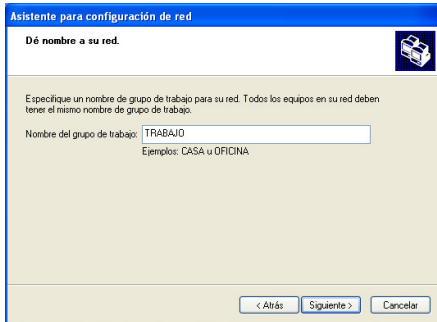 Asistente para configuración de red
Dé nombre a su red.
Especifique un nombre de grupo de trabajo para su red. Todos los equipos en su red deben
tener el mismo nombre de grupo de trabajo.
Nombre del grupo de trabajo: TRABAJO
Ejemplos: CASA u OFICINA
< Atrás Siguiente > Cancelar